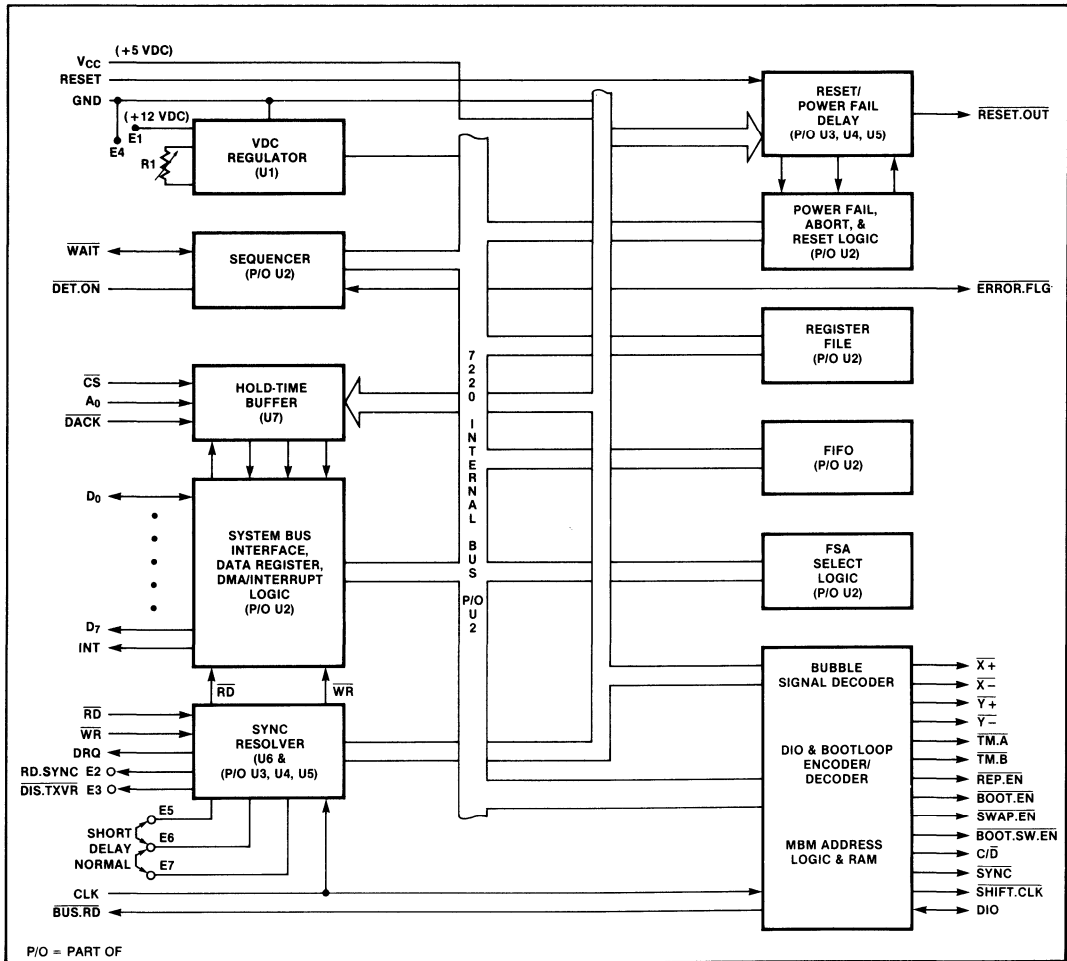 (+5 VDC)
VCC
RESET
GND
(+12 VDC)
E1
E4
R1
VDC
REGULATOR
(U1)
RESET/
POWER FAIL
DELAY
(P/O U3, U4, U5)
RESET.OUT
POWER FAIL,
ABORT, &
RESET LOGIC
(P/O U2)
WAIT
DET.ON
SEQUENCER
(P/O U2)
ERROR.FLG
REGISTER
FILE
(P/O U2)
CS
A0
DACK
HOLD-TIME
BUFFER
(U7)
7220 INTERNAL BUS P/O U2
FIFO
(P/O U2)
D0
D7
INT
SYSTEM BUS
INTERFACE,
DATA REGISTER,
DMA/INTERRUPT
LOGIC
(P/O U2)
FSA
SELECT
LOGIC
(P/O U2)
RD
WR
RD
WR
DRQ
RD.SYNC E2
DIS.TXVR E3
SYNC
RESOLVER
(U6 &
(P/O U3, U4, U5)
E5
SHORT
DELAY
E6
NORMAL
E7
CLK
BUS.RD
BUBBLE
SIGNAL DECODER
DIO & BOOTLOOP
ENCODER/
DECODER
MBM ADDRESS
LOGIC & RAM
X+
X-
Y+
Y-
TM.A
TM.B
REP.EN
BOOT.EN
SWAP.EN
BOOT.SW.EN
C/D
SYNC
SHIFT.CLK
DIO
P/O = PART OF